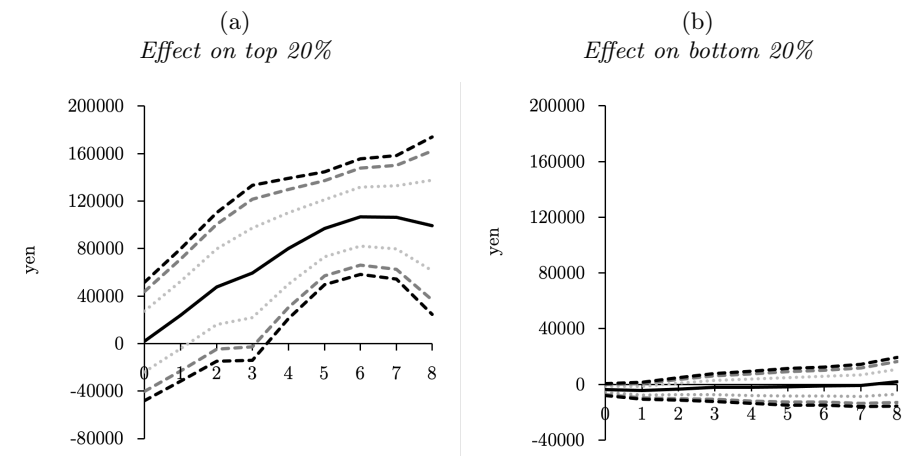 (a)
Effect on top 20%
200000
160000
120000
80000
40000
0
-40000
-80000
yen
0 1 2 3 4 5 6 7 8
(b)
Effect on bottom 20%
200000
160000
120000
80000
40000
0
-40000
yen
0 1 2 3 4 5 6 7 8